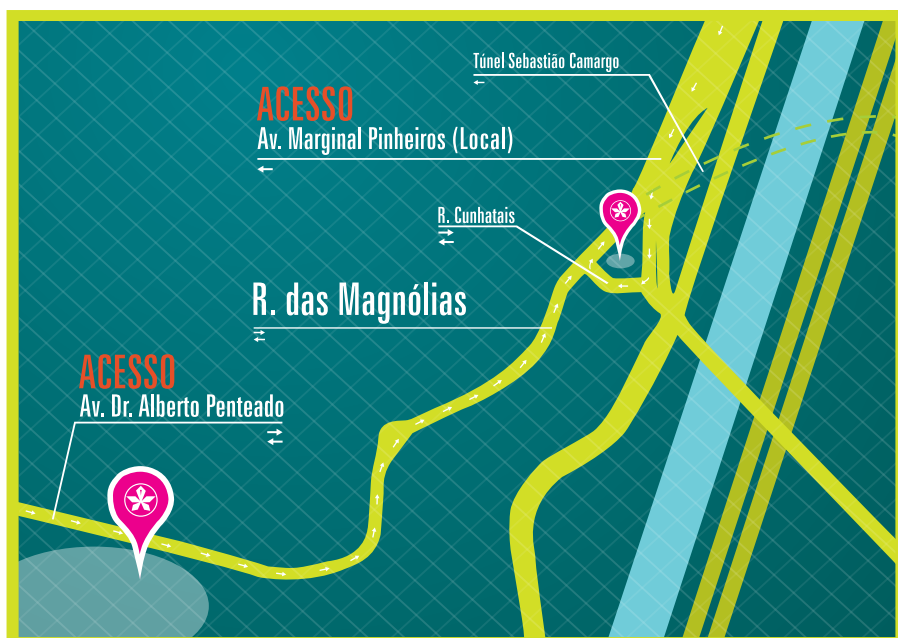 Túnel Sebastião Camargo
ACESSO
Av. Marginal Pinheiros (Local)
R. Cunhatais
R. das Magnólias
ACESSO
Av. Dr. Alberto Penteado